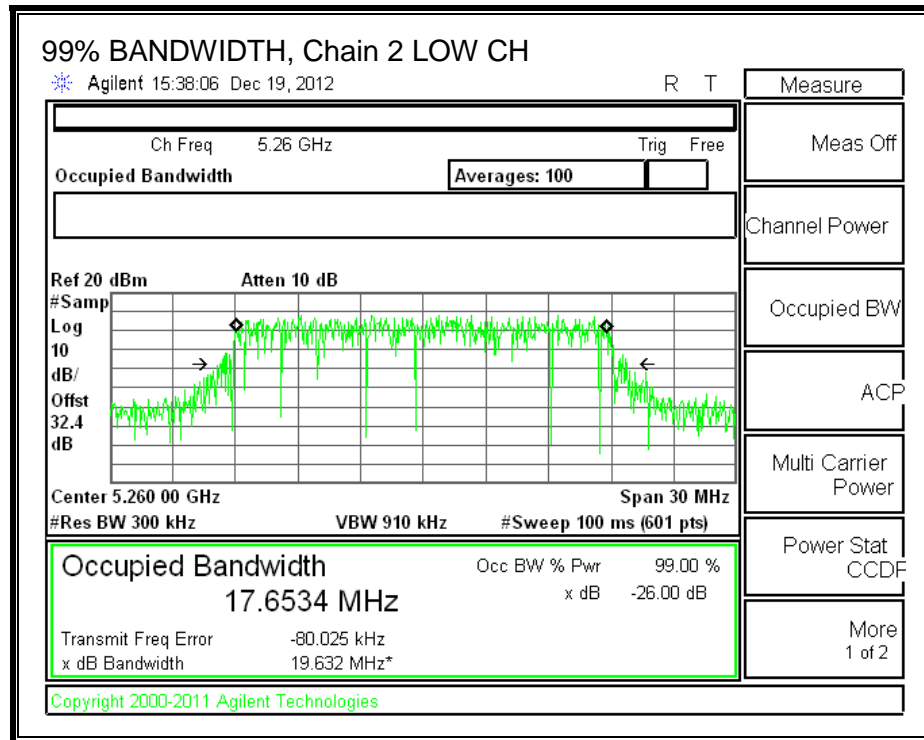 99% BANDWIDTH, Chain 2 LOW CH
Agilent 15:38:06 Dec 19, 2012 R T
Ch Freq 5.26 GHz Trig Free
Occupied Bandwidth Averages: 100
Ref 20 dBm Atten 10 dB
#Samp
Log
10
dB/
Offst
32.4
dB
Center 5.260 00 GHz Span 30 MHz
#Res BW 300 kHz VBW 910 kHz #Sweep 100 ms (601 pts)
Occupied Bandwidth Occ BW % Pwr 99.00 %
17.6534 MHz x dB -26.00 dB
Transmit Freq Error -80.025 kHz
x dB Bandwidth 19.632 MHz*
Copyright 2000-2011 Agilent Technologies
Measure
Meas Off
Channel Power
Occupied BW
ACP
Multi Carrier
Power
Power Stat
CCDF
More
1 of 2